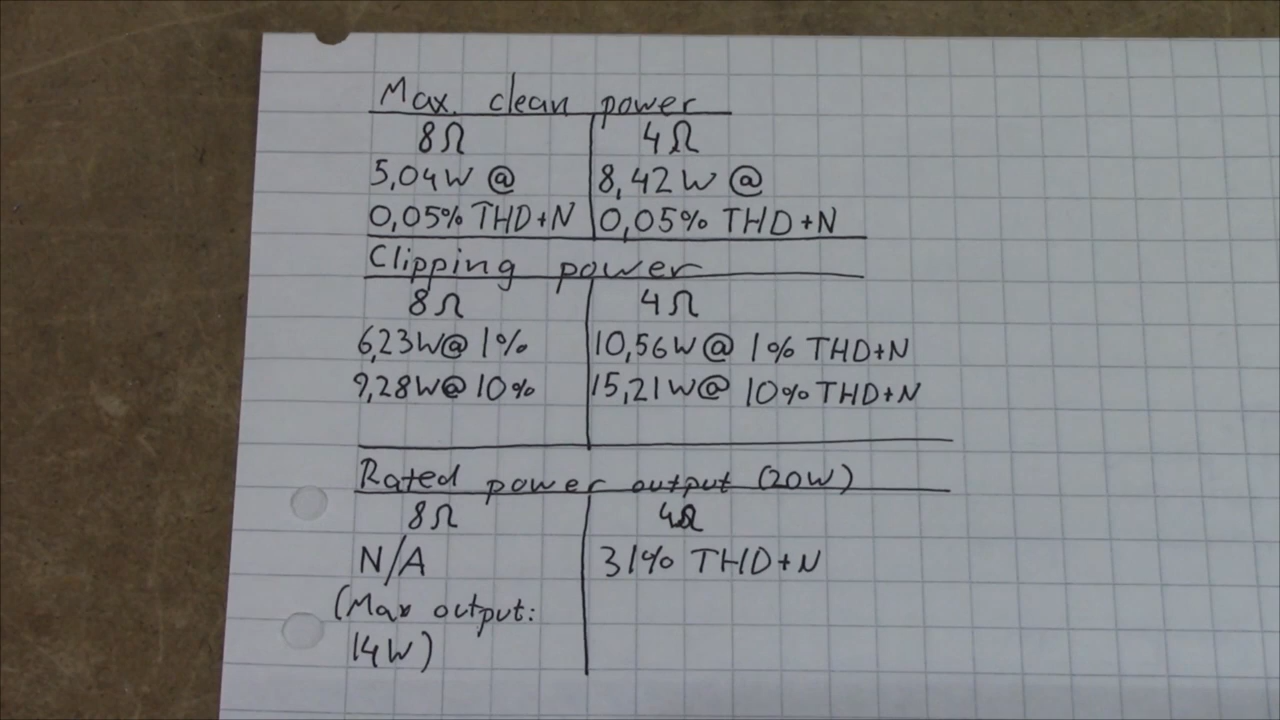 Max. clean power
8Ω 4Ω
5,04W @ 8,42W @
0,05% THD+N 0,05% THD+N
Clipping power
8Ω 4Ω
6,23W@ 1% 10,56W@ 1% THD+N
9,28W@ 10% 15,21W@ 10% THD+N
Rated power output (20W)
8Ω 4Ω
N/A 31% THD+N
(Max output:
14W)